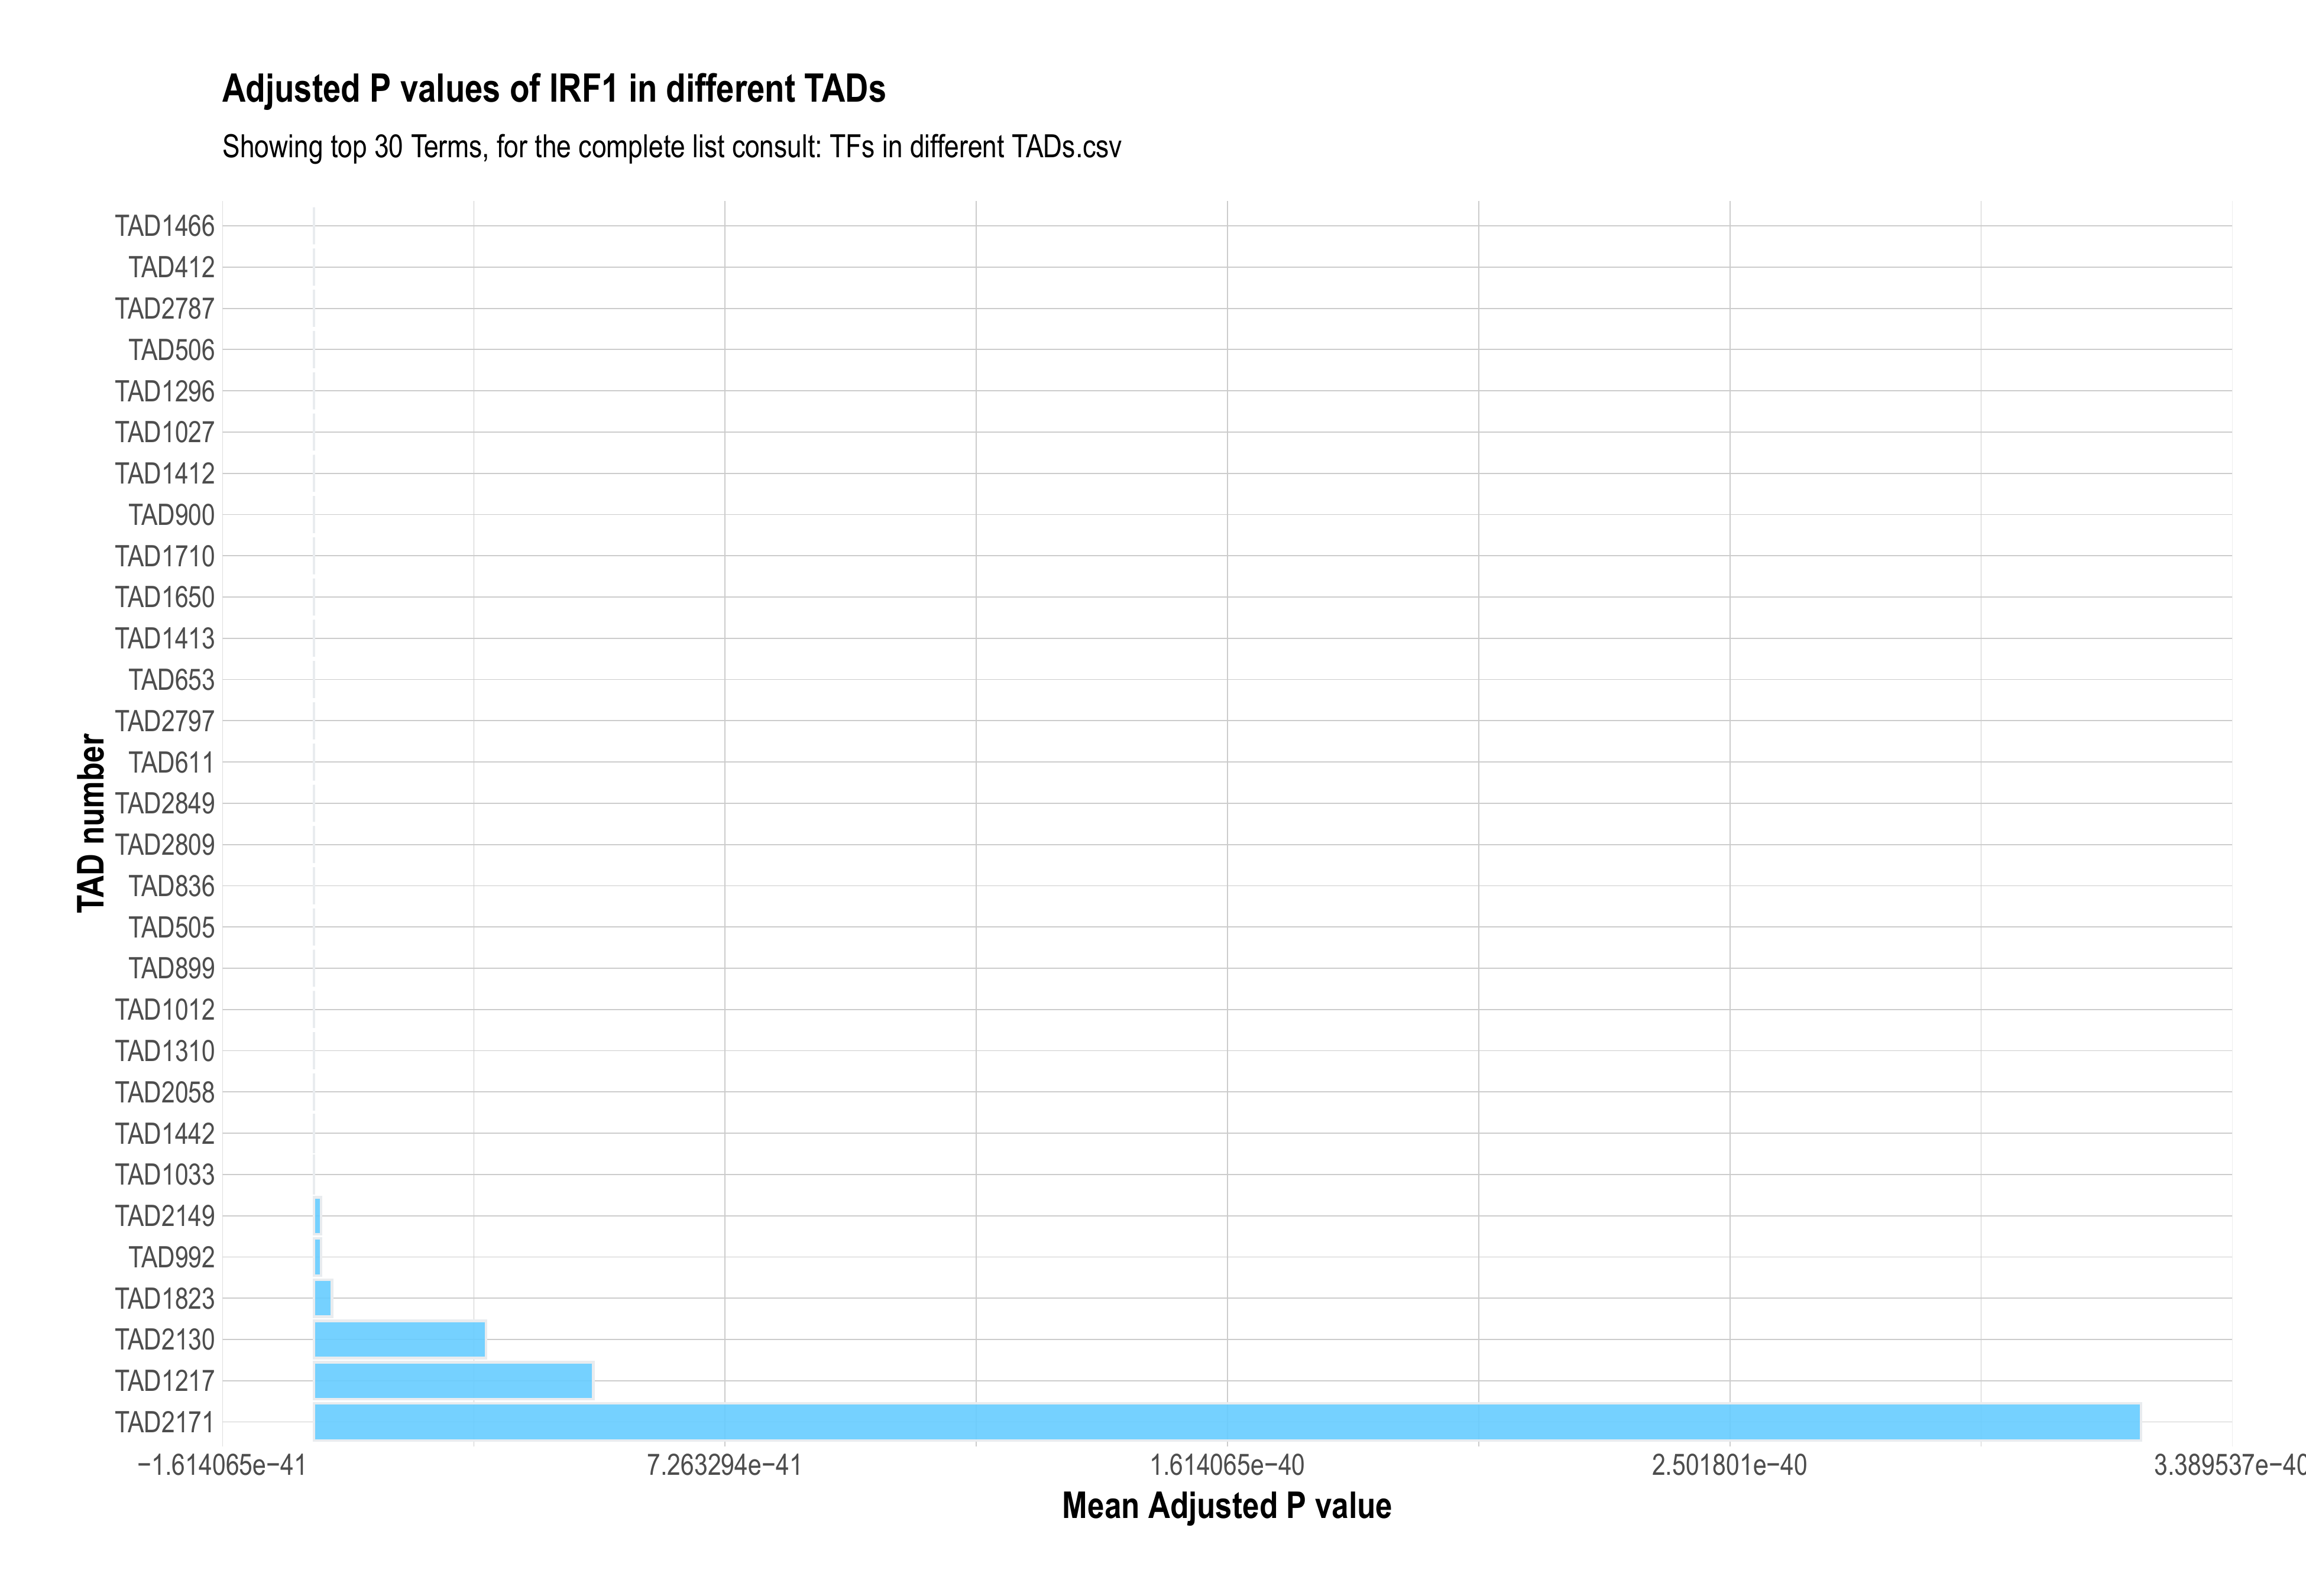 Adjusted P values of IRF1 in different TADs
Showing top 30 Terms, for the complete list consult: TFs in different TADs.csv
TAD number
TAD1466
TAD412
TAD2787
TAD506
TAD1296
TAD1027
TAD1412
TAD900
TAD1710
TAD1650
TAD1413
TAD653
TAD2797
TAD611
TAD2849
TAD2809
TAD836
TAD505
TAD899
TAD1012
TAD1310
TAD2058
TAD1442
TAD1033
TAD2149
TAD992
TAD1823
TAD2130
TAD1217
TAD2171
−1.614065e−41 7.263294e−41 1.614065e−40 2.501801e−40 3.389537e−40
Mean Adjusted P value